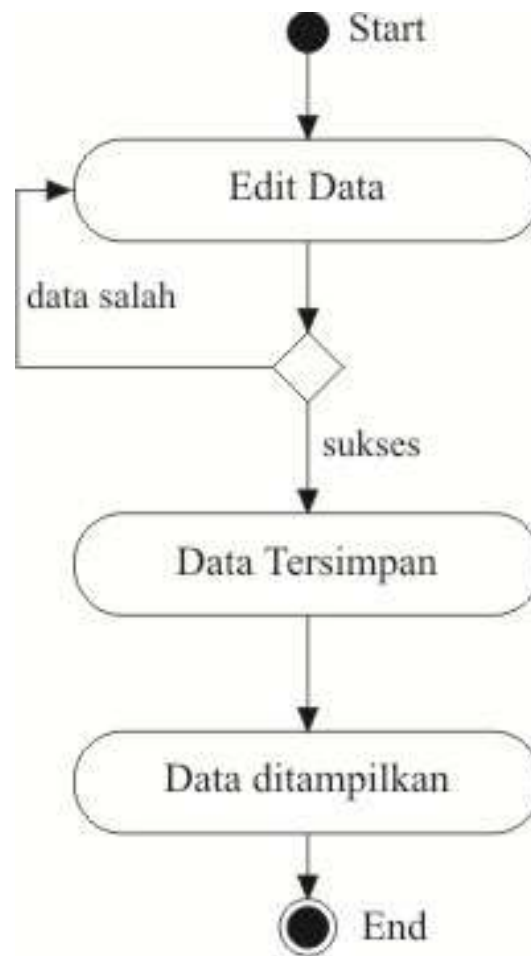 Start
Edit Data
data salah
sukses
Data Tersimpan
Data ditampilkan
End